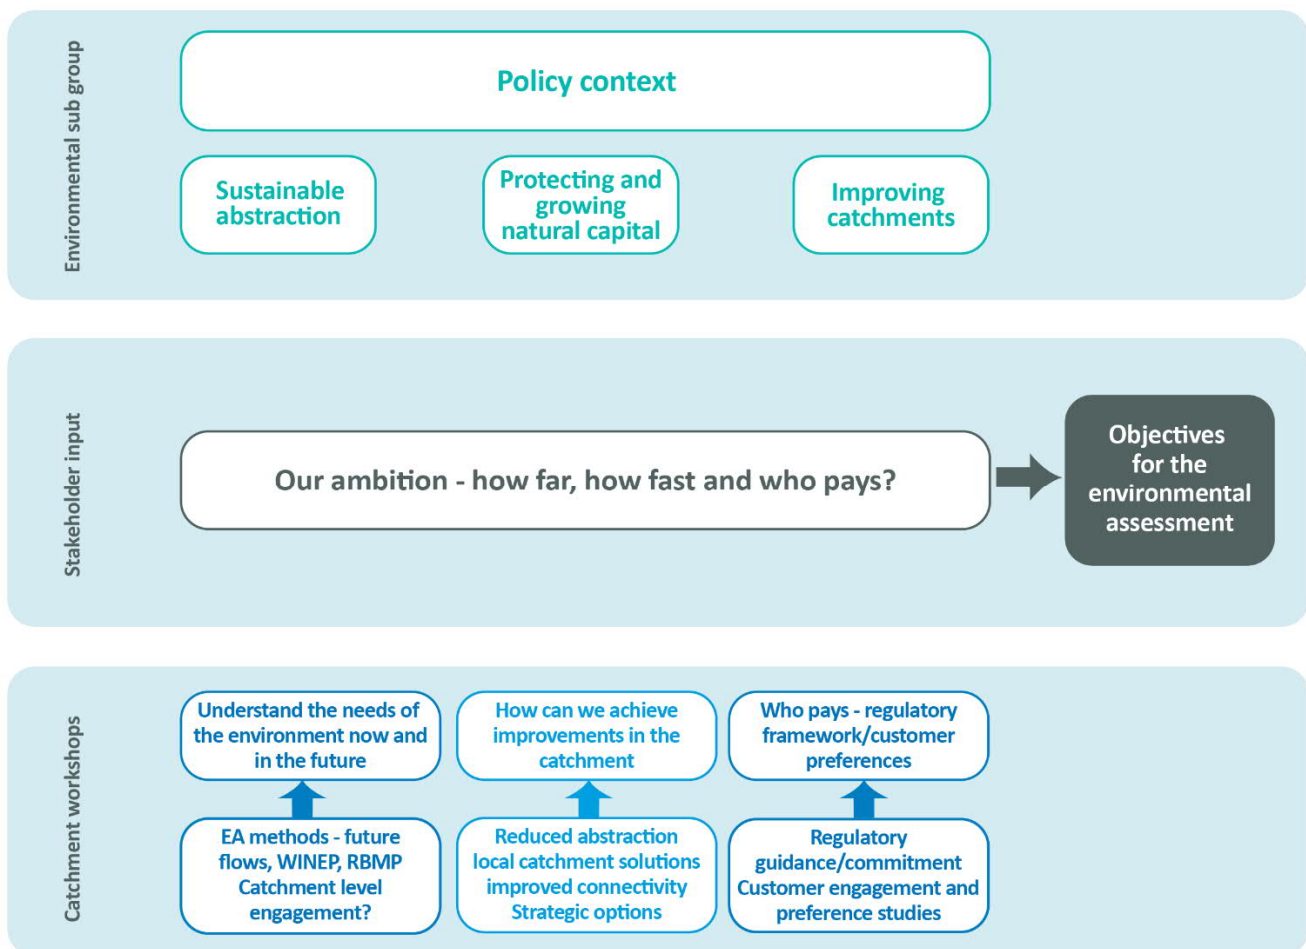 Environmental sub group
Policy context
Sustainable
abstraction
Protecting and
growing
natural capital
Improving
catchments
Stakeholder input
Our ambition - how far, how fast and who pays?
Objectives
for the
environmental
assessment
Catchment workshops
Understand the needs of
the environment now and
in the future
How can we achieve
improvements in the
catchment
Who pays - regulatory
framework/customer
preferences
EA methods - future
flows, WINEP, RBMP
Catchment level
engagement?
Reduced abstraction
local catchment solutions
improved connectivity
Strategic options
Regulatory
guidance/commitment
Customer engagement and
preference studies